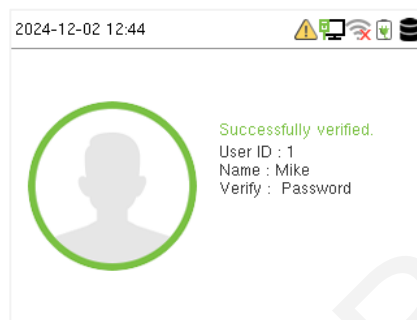 2024-12-02 12:44
Successfully verified.
User ID : 1
Name : Mike
Verify : Password